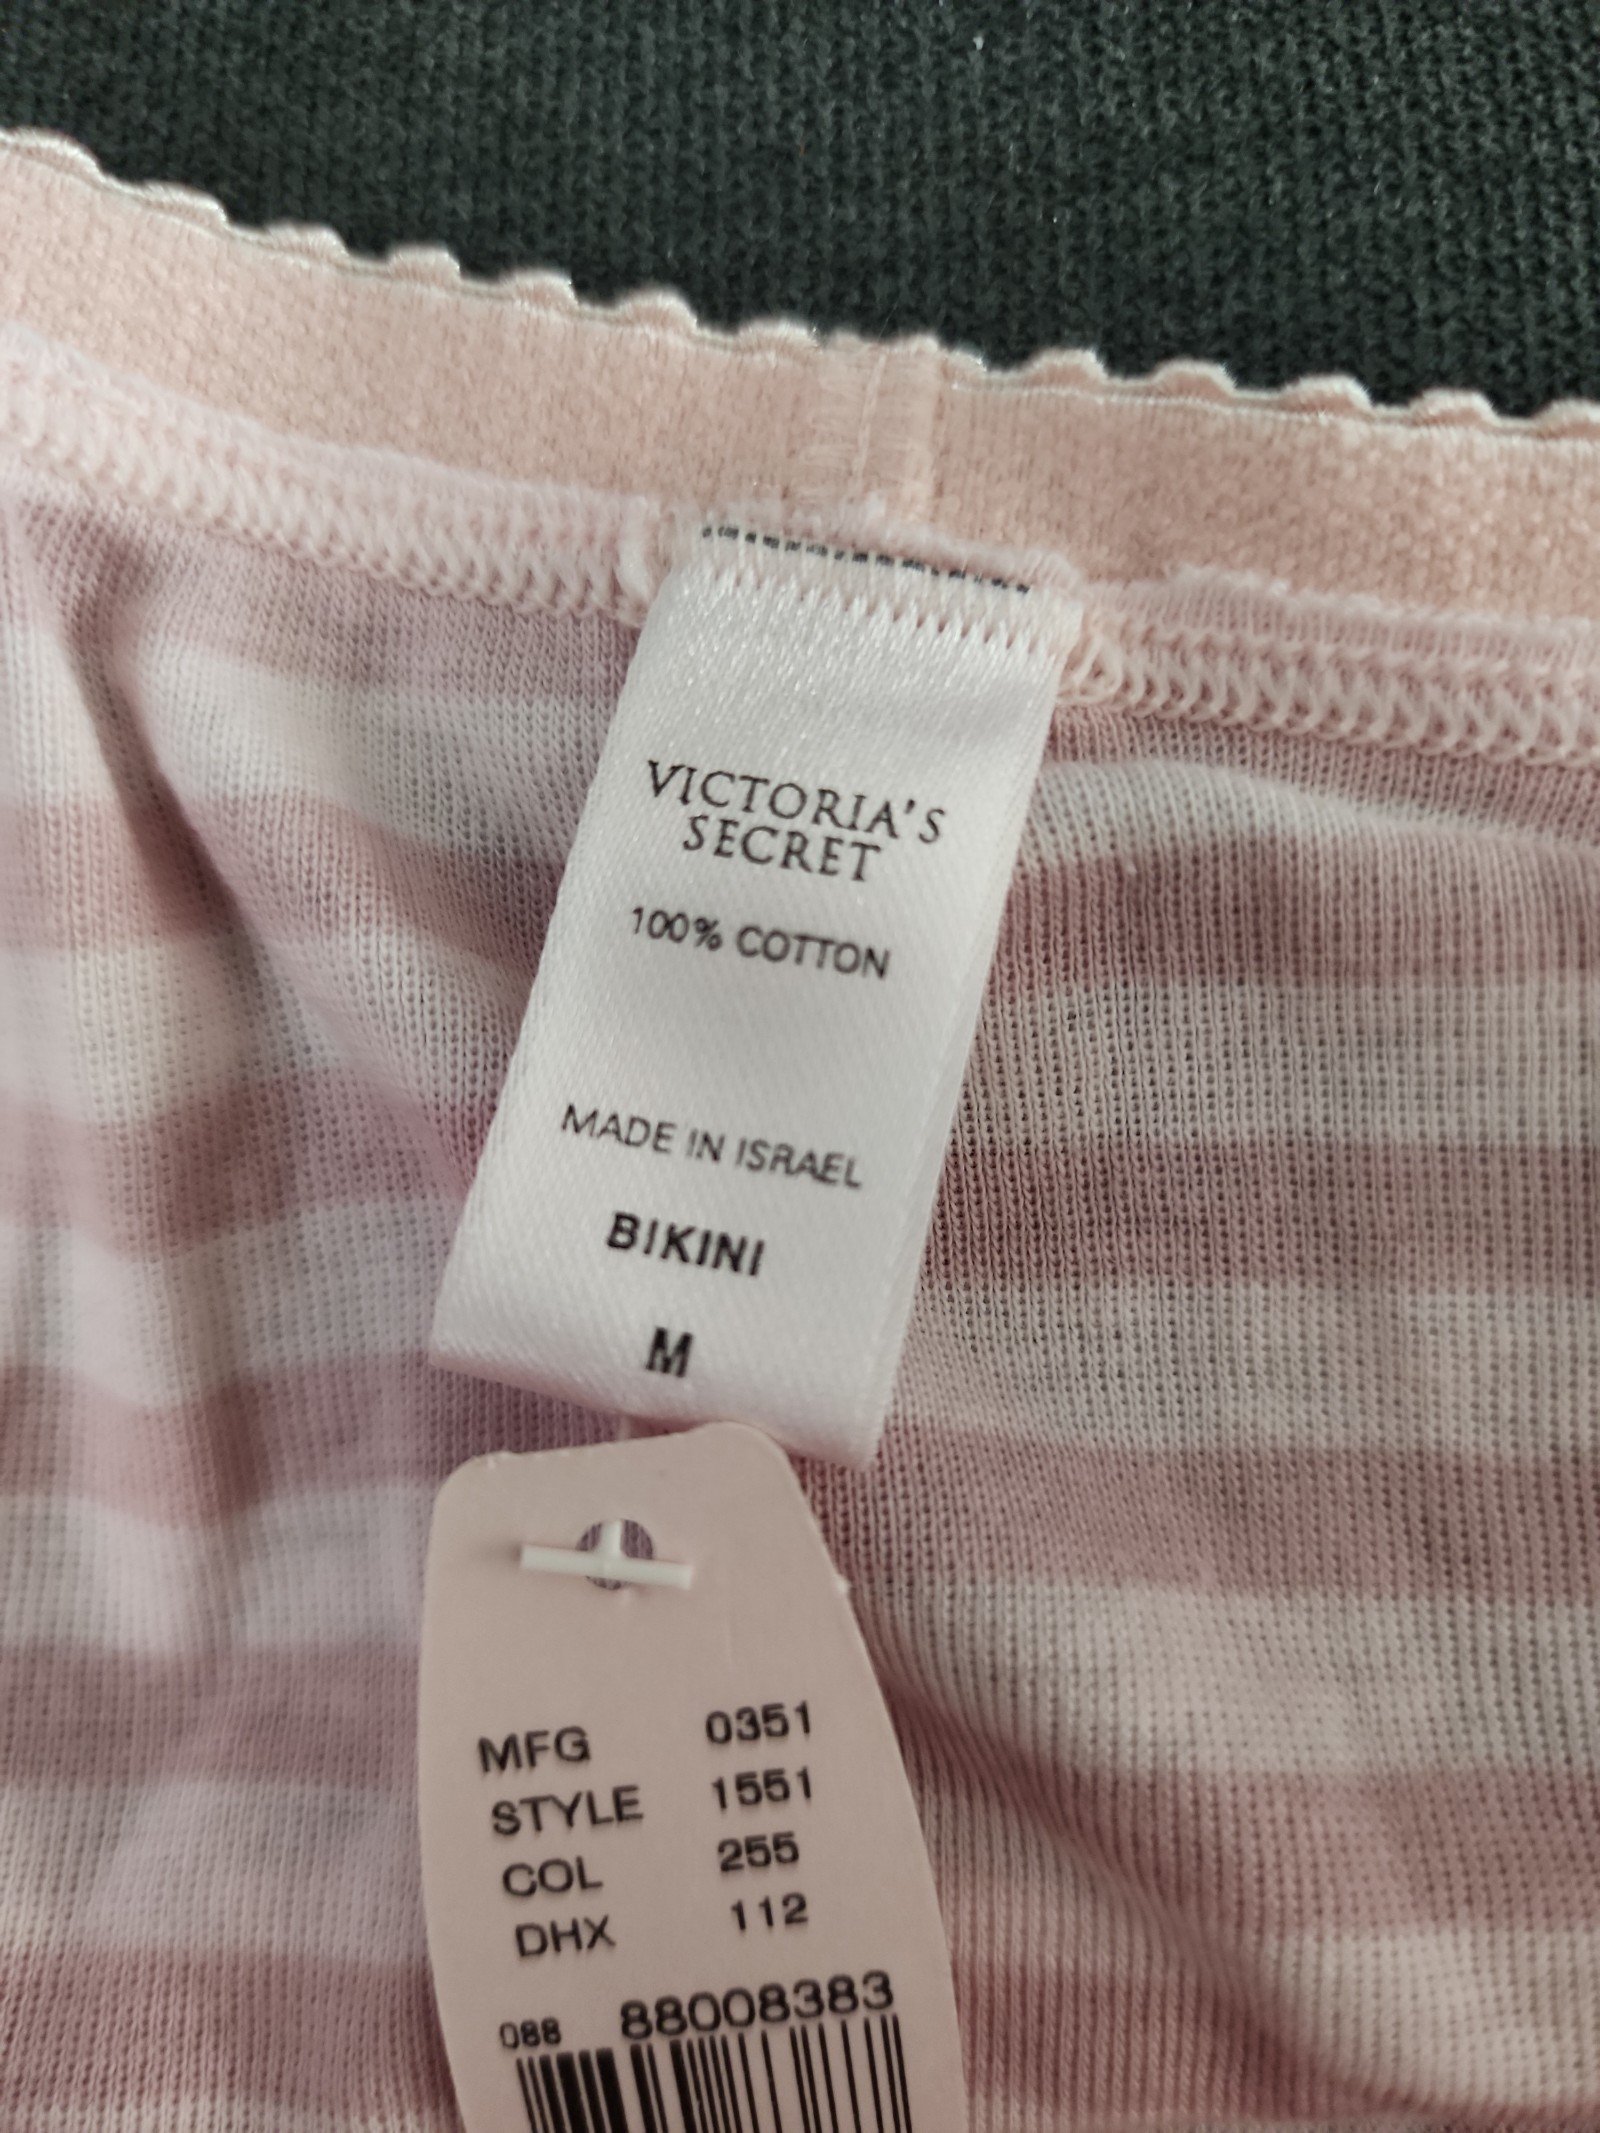 VICTORIA'S
SECRET
100% COTTON
MADE IN ISRAEL
BIKINI
M
MFG 0351
STYLE 1551
COL 255
DHX 112
088 88008383